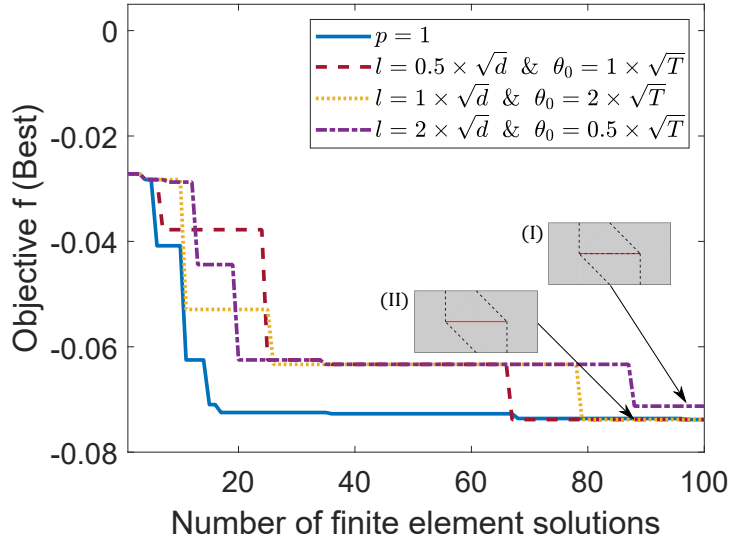 0
-0.02
-0.04
-0.06
-0.08
Objective f (Best)
p = 1
l = 0.5 × √d & θ₀ = 1 × √T
l = 1 × √d & θ₀ = 2 × √T
l = 2 × √d & θ₀ = 0.5 × √T
(I)
(II)
20 40 60 80 100
Number of finite element solutions